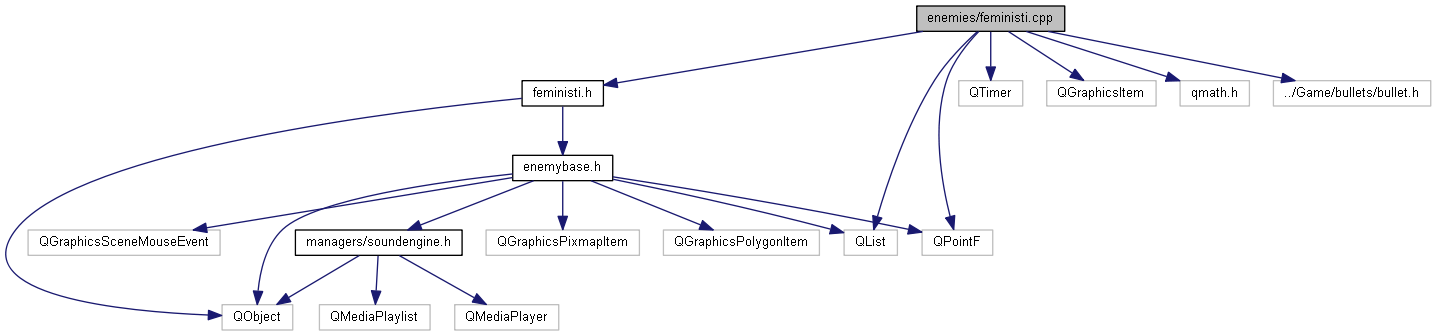 enemies/feministi.cpp
feministi.h
QTimer
QGraphicsItem
qmath.h
../Game/bullets/bullet.h
enemybase.h
QGraphicsSceneMouseEvent
managers/soundengine.h
QGraphicsPixmapItem
QGraphicsPolygonItem
QList
QPointF
QObject
QMediaPlaylist
QMediaPlayer